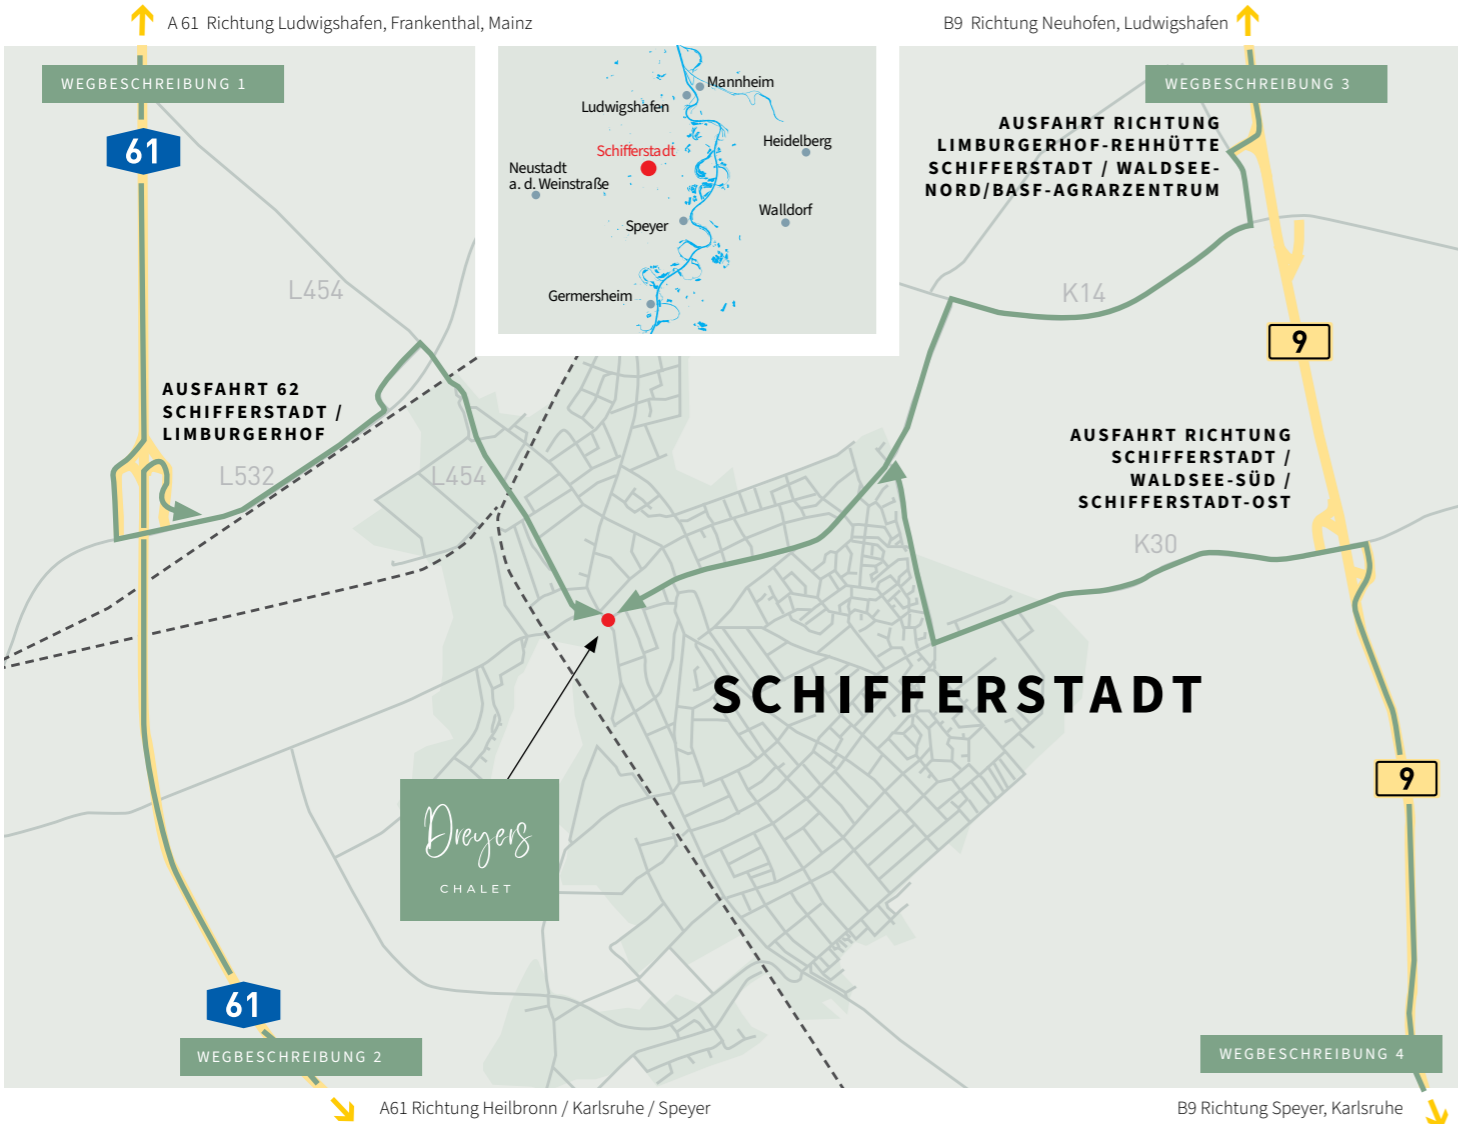 A 61 Richtung Ludwigshafen, Frankenthal, Mainz
B9 Richtung Neuhofen, Ludwigshafen
WEGBESCHREIBUNG 1
WEGBESCHREIBUNG 3
61
Mannheim
Ludwigshafen
Heidelberg
Schifferstadt
Neustadt
a. d. Weinstraße
Walldorf
Speyer
Germersheim
AUSFAHRT RICHTUNG
LIMBURGERHOF-REHHÜTTE
SCHIFFERSTADT / WALDSEE-
NORD/BASF-AGRARZENTRUM
L454
K14
9
AUSFAHRT 62
SCHIFFERSTADT /
LIMBURGERHOF
L532
L454
AUSFAHRT RICHTUNG
SCHIFFERSTADT /
WALDSEE-SÜD /
SCHIFFERSTADT-OST
K30
SCHIFFERSTADT
9
Dreyers
CHALET
61
WEGBESCHREIBUNG 2
WEGBESCHREIBUNG 4
A61 Richtung Heilbronn / Karlsruhe / Speyer
B9 Richtung Speyer, Karlsruhe